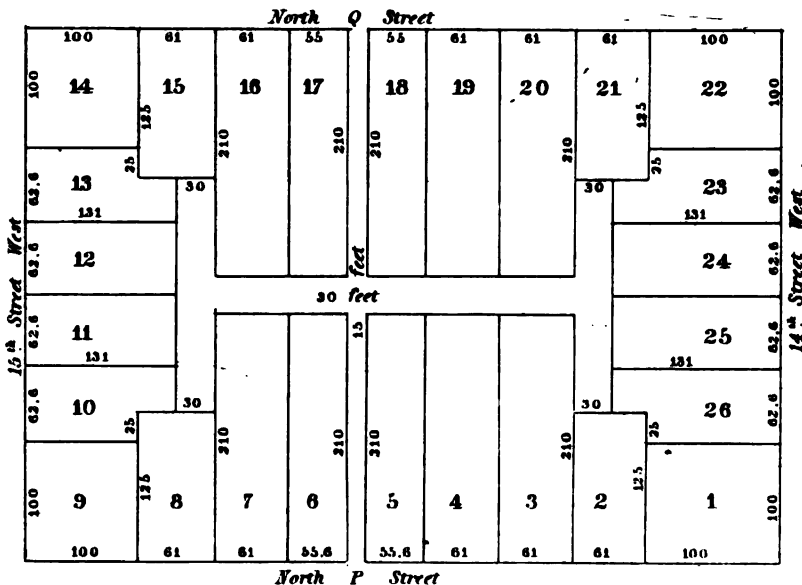 North Q Street
100 61 61 55 55 61 61 61 100
100 14 15 16 17 18 19 20 21 22 100
125 210 210 210 210 125
25 25
62.6 13 30 30 23 62.6
131 131
62.6 12 24 62.6
15th Street West
14th Street West
30 feet
feet
15
62.6 11 25 62.6
131 131
62.6 10 30 30 26 62.6
25 25
210 210 210 210
125 125
100 9 8 7 6 5 4 3 2 1 100
100 61 61 55.6 55.6 61 61 61 100
North P Street